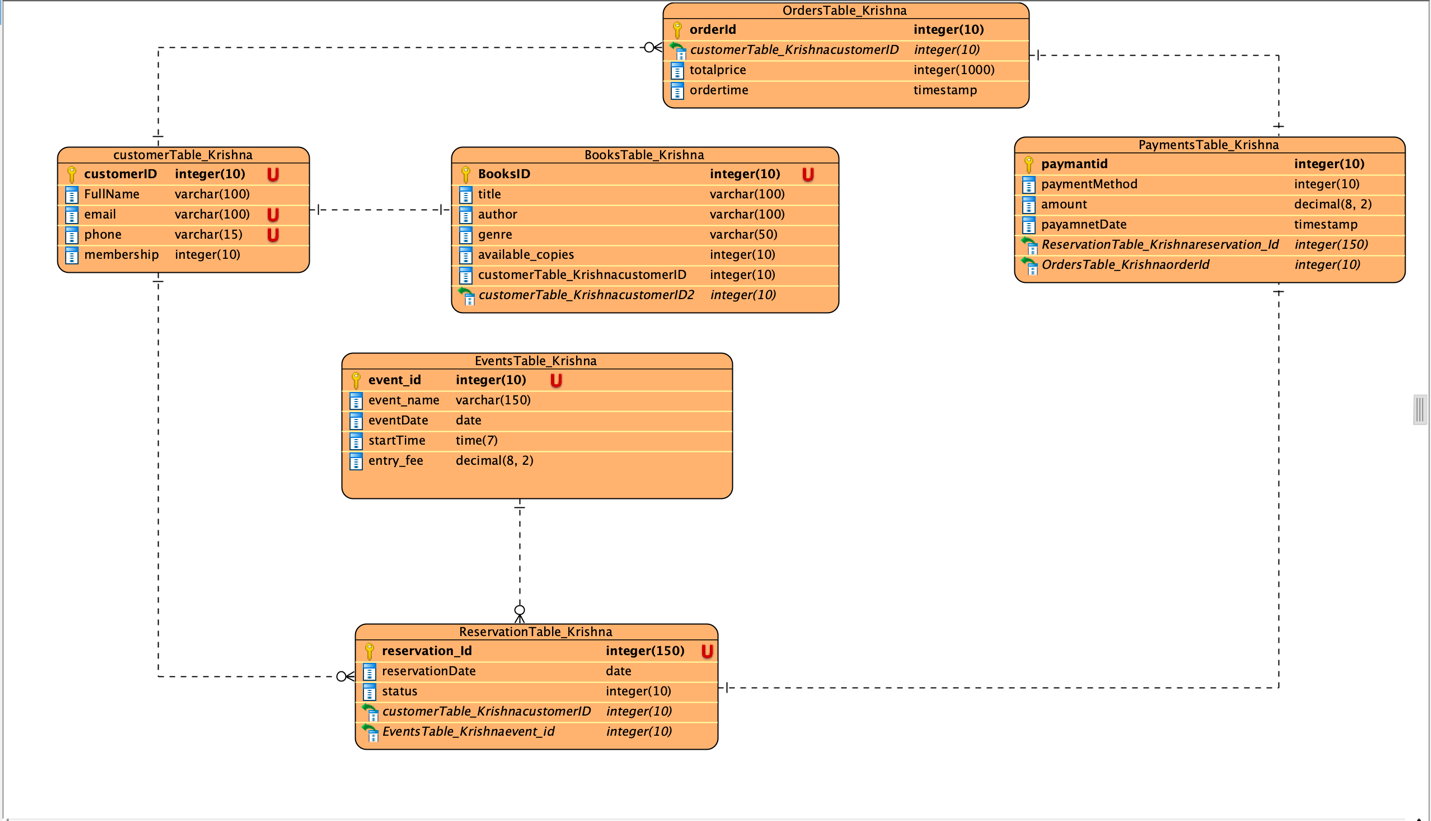 OrdersTable_Krishna
orderId integer(10)
customerTable_KrishnacustomerID integer(10)
totalprice integer(1000)
ordertime timestamp
customerTable_Krishna
customerID integer(10) U
FullName varchar(100)
email varchar(100) U
phone varchar(15) U
membership integer(10)
BooksTable_Krishna
BooksID integer(10) U
title varchar(100)
author varchar(100)
genre varchar(50)
available_copies integer(10)
customerTable_KrishnacustomerID integer(10)
customerTable_KrishnacustomerID2 integer(10)
PaymentsTable_Krishna
paymantid integer(10)
paymentMethod integer(10)
amount decimal(8, 2)
payamnetDate timestamp
ReservationTable_Krishnareservation_Id integer(150)
OrdersTable_KrishnaorderId integer(10)
EventsTable_Krishna
event_id integer(10) U
event_name varchar(150)
eventDate date
startTime time(7)
entry_fee decimal(8, 2)
ReservationTable_Krishna
reservation_Id integer(150) U
reservationDate date
status integer(10)
customerTable_KrishnacustomerID integer(10)
EventsTable_Krishnaevent_id integer(10)